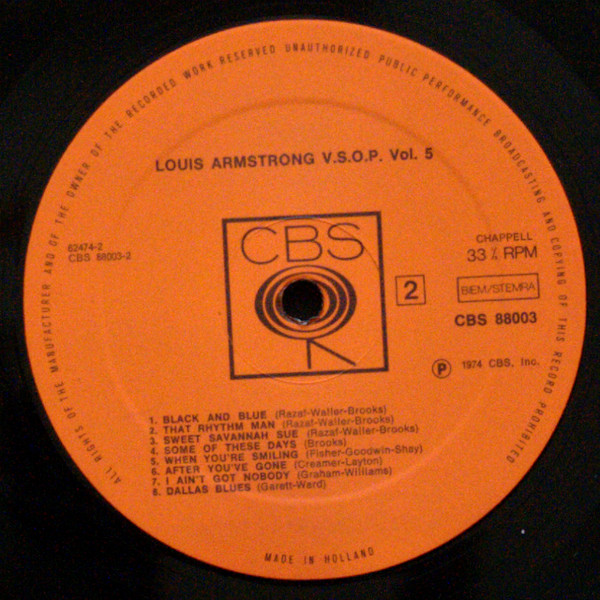 ALL RIGHTS OF THE MANUFACTURER AND OF THE OWNER OF THE RECORDED WORK RESERVED UNAUTHORIZED PUBLIC PERFORMANCE BROADCASTING AND COPYING OF THIS RECORD PROHIBITED
LOUIS ARMSTRONG V.S.O.P. Vol. 5
62474-2
CBS 88003-2
CBS
CHAPPELL
33 ⅓ RPM
2
BIEM/STEMRA
CBS 88003
℗ 1974 CBS, Inc.
1. BLACK AND BLUE (Razaf-Waller-Brooks)
2. THAT RHYTHM MAN (Razaf-Waller-Brooks)
3. SWEET SAVANNAH SUE (Razaf-Waller-Brooks)
4. SOME OF THESE DAYS (Brooks)
5. WHEN YOU'RE SMILING (Fisher-Goodwin-Shay)
6. AFTER YOU'VE GONE (Creamer-Layton)
7. I AIN'T GOT NOBODY (Graham-Williams)
8. DALLAS BLUES (Garett-Ward)
MADE IN HOLLAND